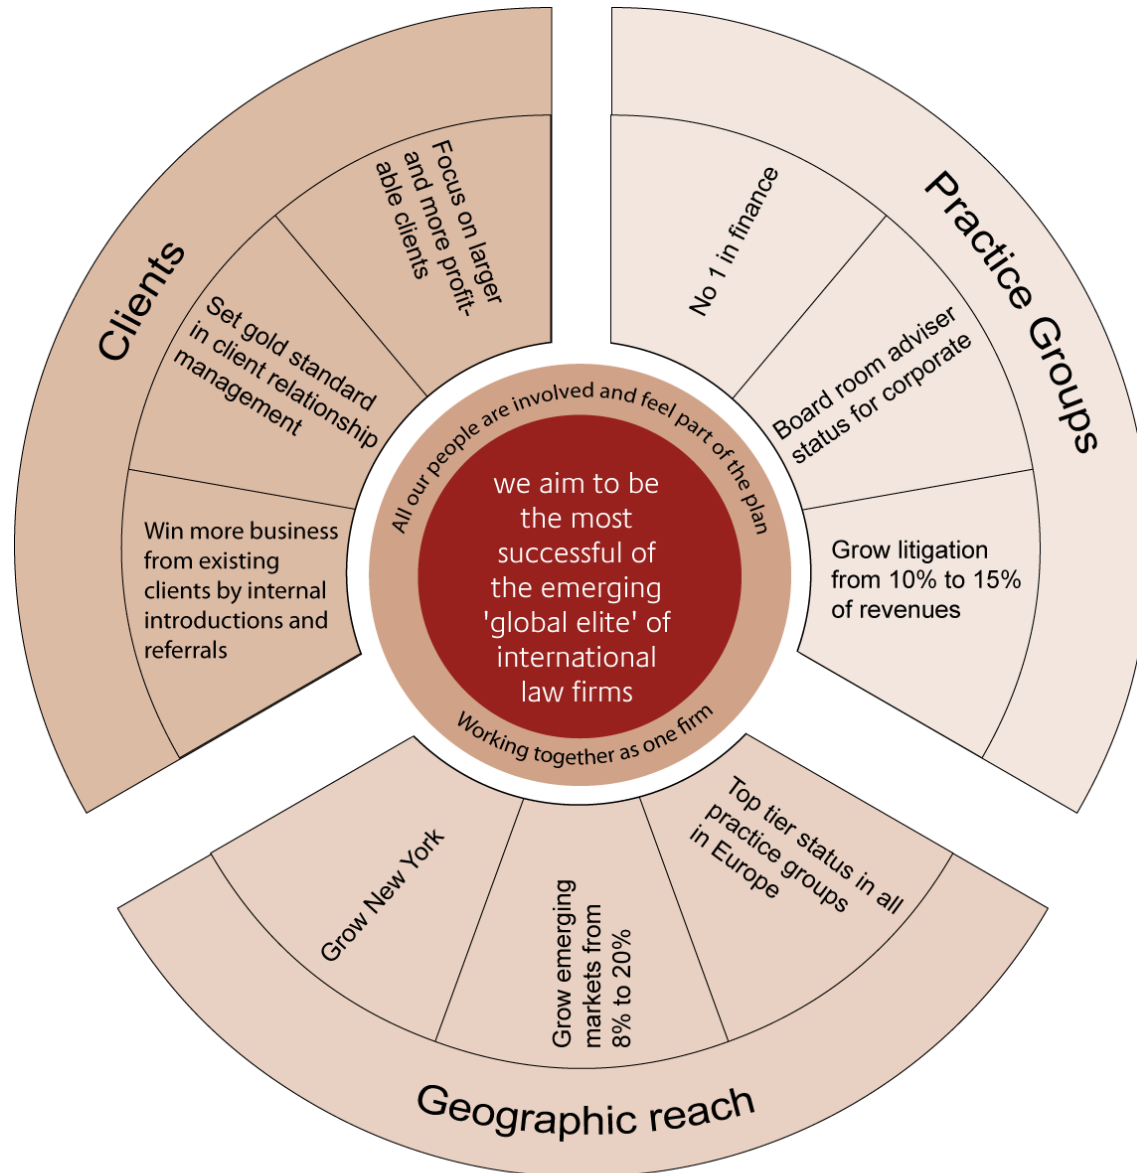 Clients
Focus on larger
and more profit-
able clients
Set gold standard
in client relationship
management
Win more business
from existing
clients by internal
introductions and
referrals
Practice Groups
No 1 in finance
Board room adviser
status for corporate
Grow litigation
from 10% to 15%
of revenues
All our people are involved and feel part of the plan
we aim to be
the most
successful of
the emerging
'global elite' of
international
law firms
Working together as one firm
Grow New York
Grow emerging
markets from
8% to 20%
Top tier status in all
practice groups
in Europe
Geographic reach